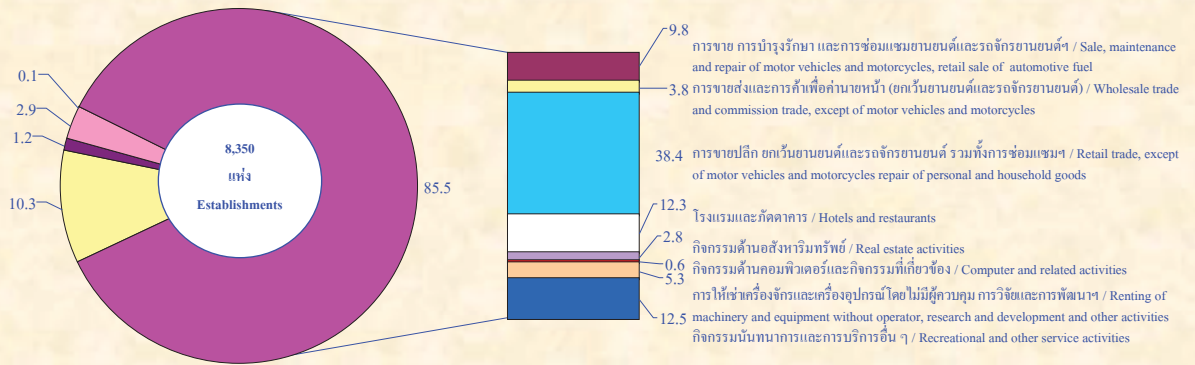 0.1
2.9
1.2
10.3
8,350
แห่ง
Establishments
85.5
9.8
การขาย การบำรุงรักษา และการซ่อมแซมยานยนต์และรถจักรยานยนต์ฯ / Sale, maintenance
and repair of motor vehicles and motorcycles, retail sale of automotive fuel
3.8
การขายส่งและการค้าเพื่อค่านายหน้า (ยกเว้นยานยนต์และรถจักรยานยนต์) / Wholesale trade
and commission trade, except of motor vehicles and motorcycles
38.4
การขายปลีก ยกเว้นยานยนต์และรถจักรยานยนต์ รวมทั้งการซ่อมแซมฯ / Retail trade, except
of motor vehicles and motorcycles repair of personal and household goods
12.3
โรงแรมและภัตตาคาร / Hotels and restaurants
2.8
กิจกรรมด้านอสังหาริมทรัพย์ / Real estate activities
0.6
กิจกรรมด้านคอมพิวเตอร์และกิจกรรมที่เกี่ยวข้อง / Computer and related activities
5.3
การให้เช่าเครื่องจักรและเครื่องอุปกรณ์โดยไม่มีผู้ควบคุม การวิจัยและการพัฒนาฯ / Renting of
machinery and equipment without operator, research and development and other activities
12.5
กิจกรรมนันทนาการและการบริการอื่น ๆ / Recreational and other service activities